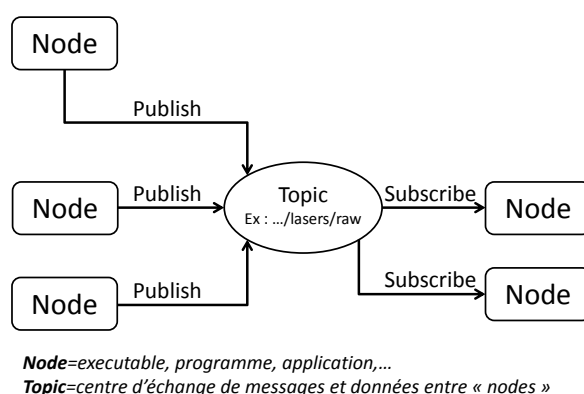 Node
Publish
Node
Publish
Topic
Ex : .../lasers/raw
Subscribe
Node
Node
Publish
Subscribe
Node
Node=executable, programme, application,...
Topic=centre d'échange de messages et données entre « nodes »